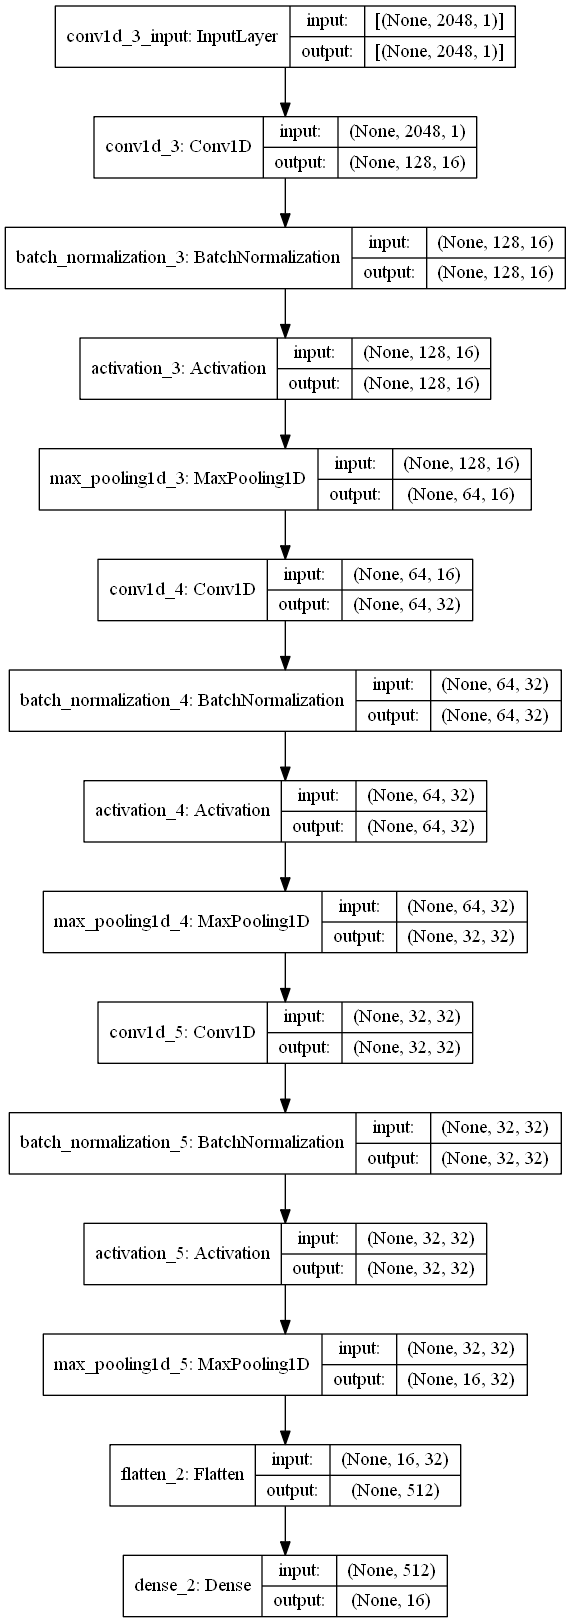 conv1d_3_input: InputLayer input: [(None, 2048, 1)]
output: [(None, 2048, 1)]
conv1d_3: Conv1D input: (None, 2048, 1)
output: (None, 128, 16)
batch_normalization_3: BatchNormalization input: (None, 128, 16)
output: (None, 128, 16)
activation_3: Activation input: (None, 128, 16)
output: (None, 128, 16)
max_pooling1d_3: MaxPooling1D input: (None, 128, 16)
output: (None, 64, 16)
conv1d_4: Conv1D input: (None, 64, 16)
output: (None, 64, 32)
batch_normalization_4: BatchNormalization input: (None, 64, 32)
output: (None, 64, 32)
activation_4: Activation input: (None, 64, 32)
output: (None, 64, 32)
max_pooling1d_4: MaxPooling1D input: (None, 64, 32)
output: (None, 32, 32)
conv1d_5: Conv1D input: (None, 32, 32)
output: (None, 32, 32)
batch_normalization_5: BatchNormalization input: (None, 32, 32)
output: (None, 32, 32)
activation_5: Activation input: (None, 32, 32)
output: (None, 32, 32)
max_pooling1d_5: MaxPooling1D input: (None, 32, 32)
output: (None, 16, 32)
flatten_2: Flatten input: (None, 16, 32)
output: (None, 512)
dense_2: Dense input: (None, 512)
output: (None, 16)